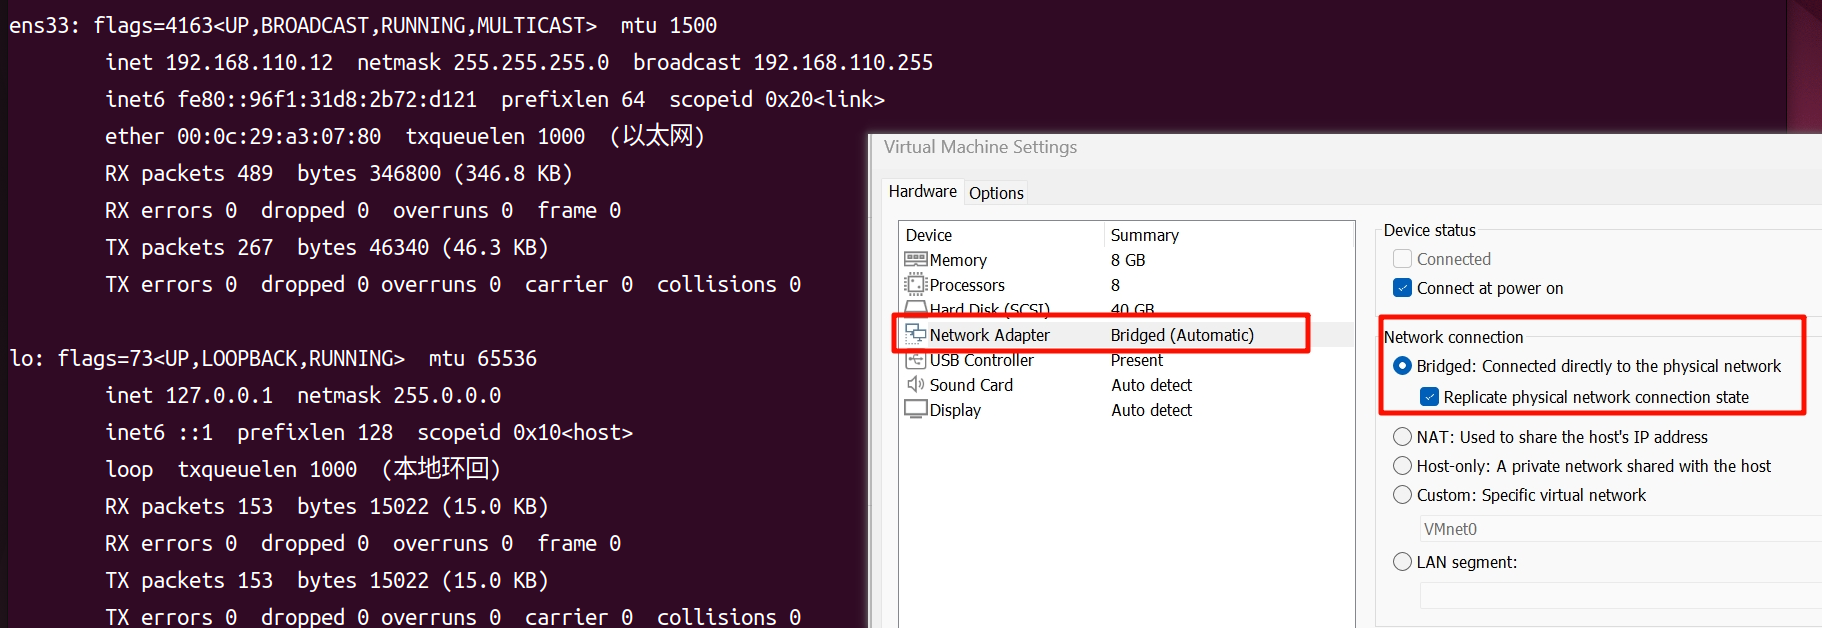 ens33: flags=4163<UP,BROADCAST,RUNNING,MULTICAST>  mtu 1500
        inet 192.168.110.12  netmask 255.255.255.0  broadcast 192.168.110.255
        inet6 fe80::96f1:31d8:2b72:d121  prefixlen 64  scopeid 0x20<link>
        ether 00:0c:29:a3:07:80  txqueuelen 1000  (以太网)
        RX packets 489  bytes 346800 (346.8 KB)
        RX errors 0  dropped 0  overruns 0  frame 0
        TX packets 267  bytes 46340 (46.3 KB)
        TX errors 0  dropped 0 overruns 0  carrier 0  collisions 0
lo: flags=73<UP,LOOPBACK,RUNNING>  mtu 65536
        inet 127.0.0.1  netmask 255.0.0.0
        inet6 ::1  prefixlen 128  scopeid 0x10<host>
        loop  txqueuelen 1000  (本地环回)
        RX packets 153  bytes 15022 (15.0 KB)
        RX errors 0  dropped 0  overruns 0  frame 0
        TX packets 153  bytes 15022 (15.0 KB)
        TX errors 0  dropped 0 overruns 0  carrier 0  collisions 0
Virtual Machine Settings
Hardware Options
Device Summary
Memory 8 GB
Processors 8
Hard Disk (SCSI) 40 GB
Network Adapter Bridged (Automatic)
USB Controller Present
Sound Card Auto detect
Display Auto detect
Device status
Connected
Connect at power on
Network connection
Bridged: Connected directly to the physical network
Replicate physical network connection state
NAT: Used to share the host's IP address
Host-only: A private network shared with the host
Custom: Specific virtual network
VMnet0
LAN segment: